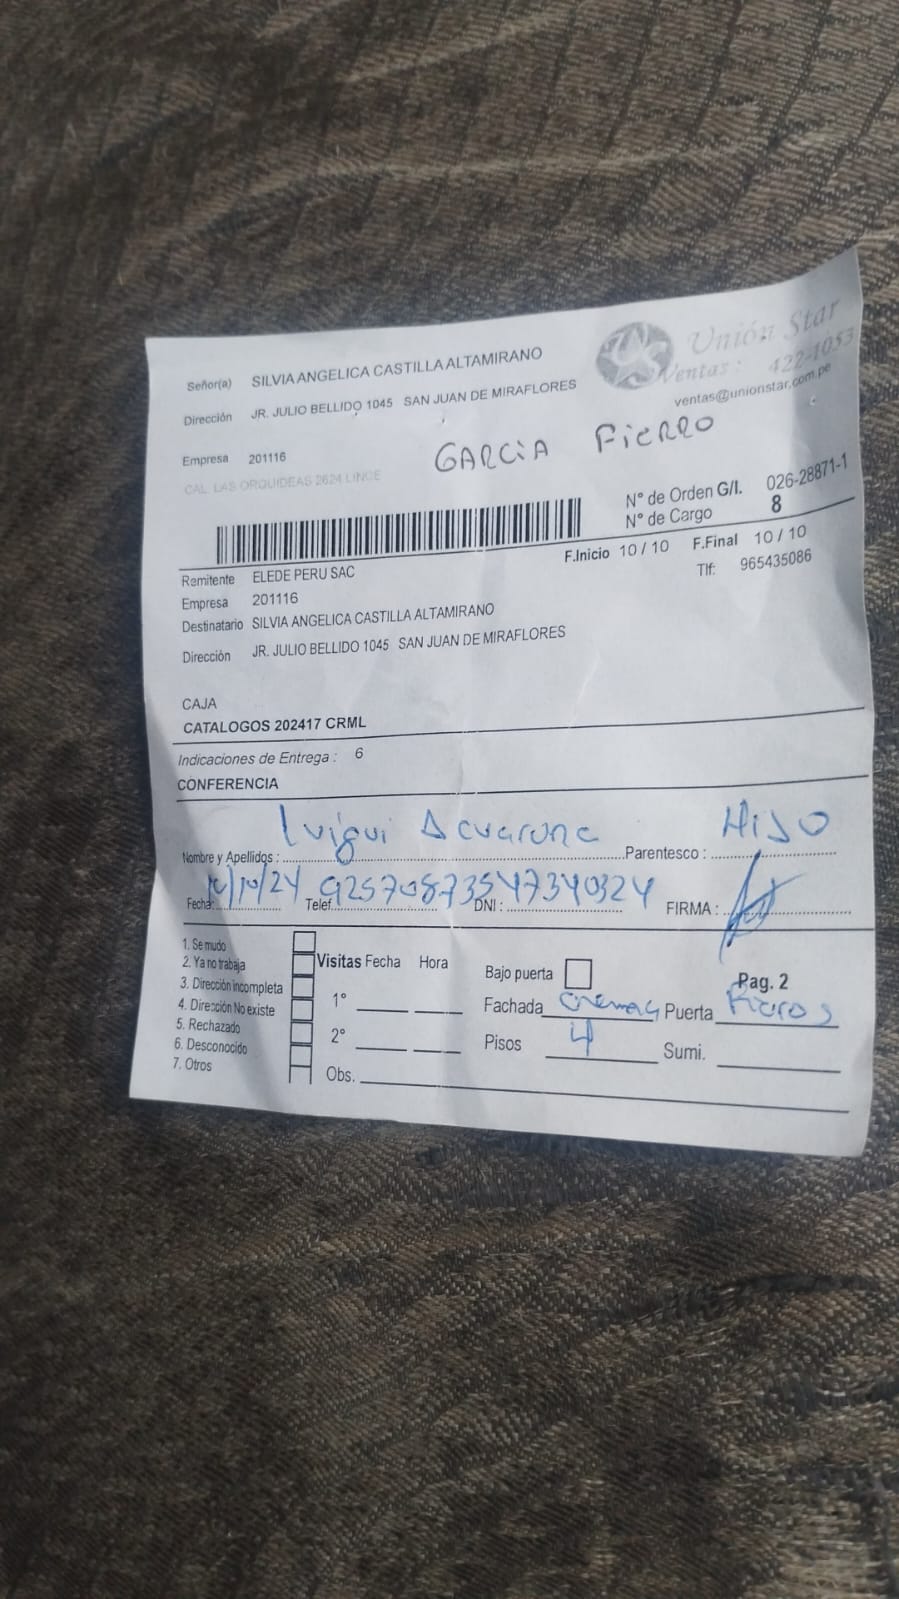 Unión Star
Ventas: 422-1053
ventas@unionstar.com.pe
Señor(a) SILVIA ANGELICA CASTILLA ALTAMIRANO
Dirección JR. JULIO BELLIDO 1045 SAN JUAN DE MIRAFLORES
Empresa 201116
GARCIA FIERRO
CAL. LAS ORQUIDEAS 2624 LINCE
N° de Orden G/I. 026-28871-1
N° de Cargo 8
F.Inicio 10 / 10 F.Final 10 / 10
Remitente ELEDE PERU SAC
Tlf: 965435086
Empresa 201116
Destinatario SILVIA ANGELICA CASTILLA ALTAMIRANO
Dirección JR. JULIO BELLIDO 1045 SAN JUAN DE MIRAFLORES
CAJA
CATALOGOS 202417 CRML
Indicaciones de Entrega : 6
CONFERENCIA
Nombre y Apellidos : Luigui Acuarone Parentesco : HIJO
Fecha: /10/24 Telef. 925708735 DNI : 47340324 FIRMA :
1. Se mudo
2. Ya no trabaja
3. Dirección incompleta
4. Dirección No existe
5. Rechazado
6. Desconocido
7. Otros
Visitas Fecha Hora
1°
2°
Obs.
Bajo puerta
Pag. 2
Fachada Puerta
Pisos 4 Sumi.